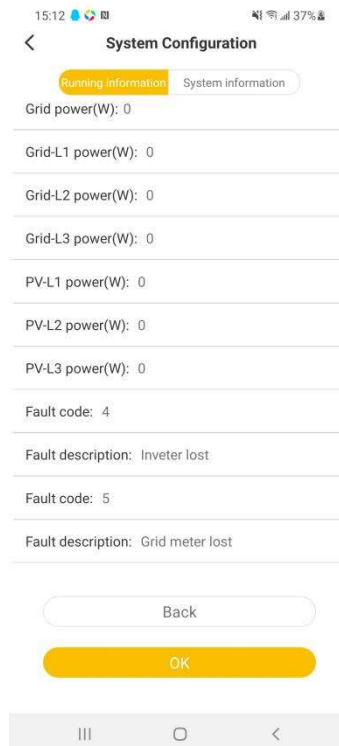 15:12 37%
System Configuration
Running information System information
Grid power(W): 0
Grid-L1 power(W): 0
Grid-L2 power(W): 0
Grid-L3 power(W): 0
PV-L1 power(W): 0
PV-L2 power(W): 0
PV-L3 power(W): 0
Fault code: 4
Fault description: Inveter lost
Fault code: 5
Fault description: Grid meter lost
Back
OK